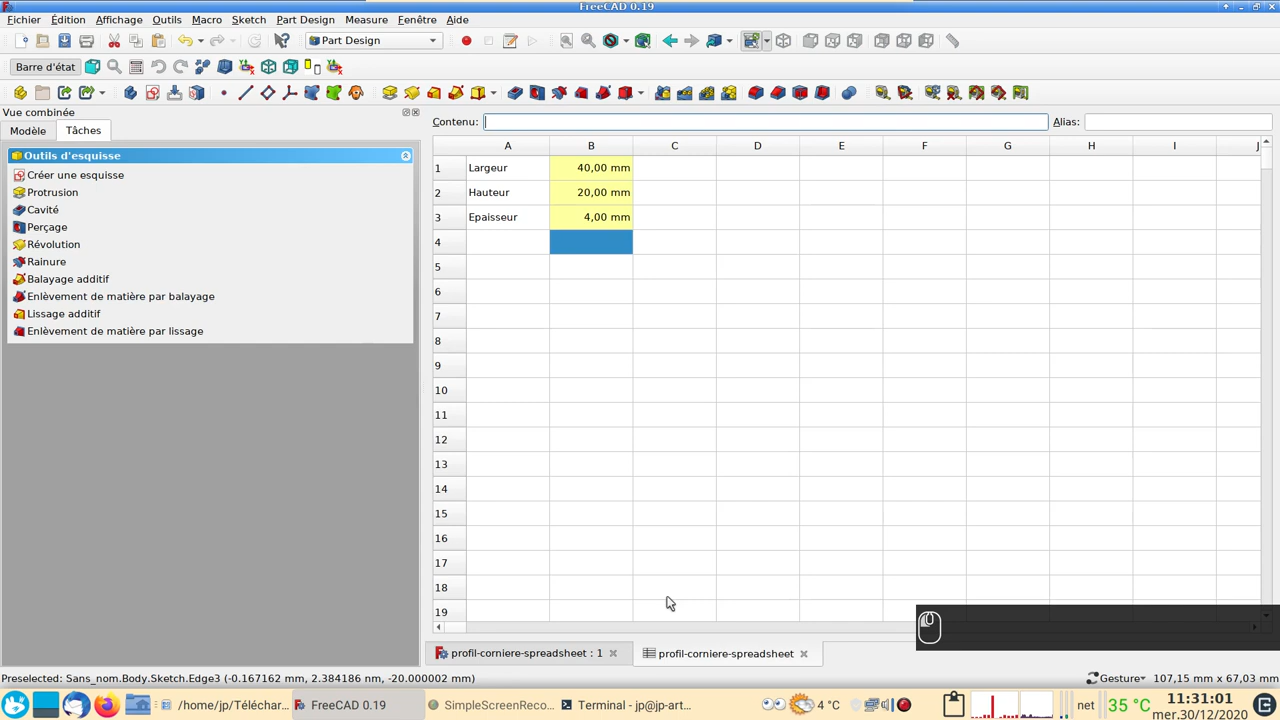 FreeCAD 0.19
Fichier Édition Affichage Outils Macro Sketch Part Design Measure Fenêtre Aide
Part Design
Barre d'état
Vue combinée
Modèle Tâches
Contenu: Alias:
Outils d'esquisse
Créer une esquisse
Protrusion
Cavité
Perçage
Révolution
Rainure
Balayage additif
Enlèvement de matière par balayage
Lissage additif
Enlèvement de matière par lissage
A B C D E F G H I J
1 Largeur 40,00 mm
2 Hauteur 20,00 mm
3 Epaisseur 4,00 mm
4
5
6
7
8
9
10
11
12
13
14
15
16
17
18
19
profil-corniere-spreadsheet : 1 profil-corniere-spreadsheet
Preselected: Sans_nom.Body.Sketch.Edge3 (-0.167162 mm, 2.384186 nm, -20.000002 mm) Gesture 107,15 mm x 67,03 mm
/home/jp/Téléchar... FreeCAD 0.19 SimpleScreenReco... Terminal - jp@jp-art... 4 °C net 35 °C 11:31:01
mer.30/12/2020